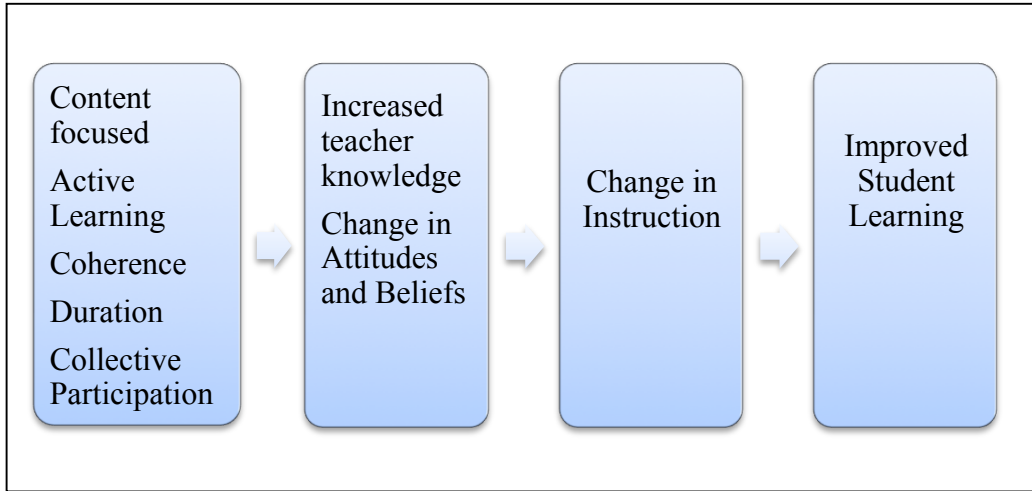 Content
focused
Active
Learning
Coherence
Duration
Collective
Participation
Increased
teacher
knowledge
Change in
Attitudes
and Beliefs
Change in
Instruction
Improved
Student
Learning